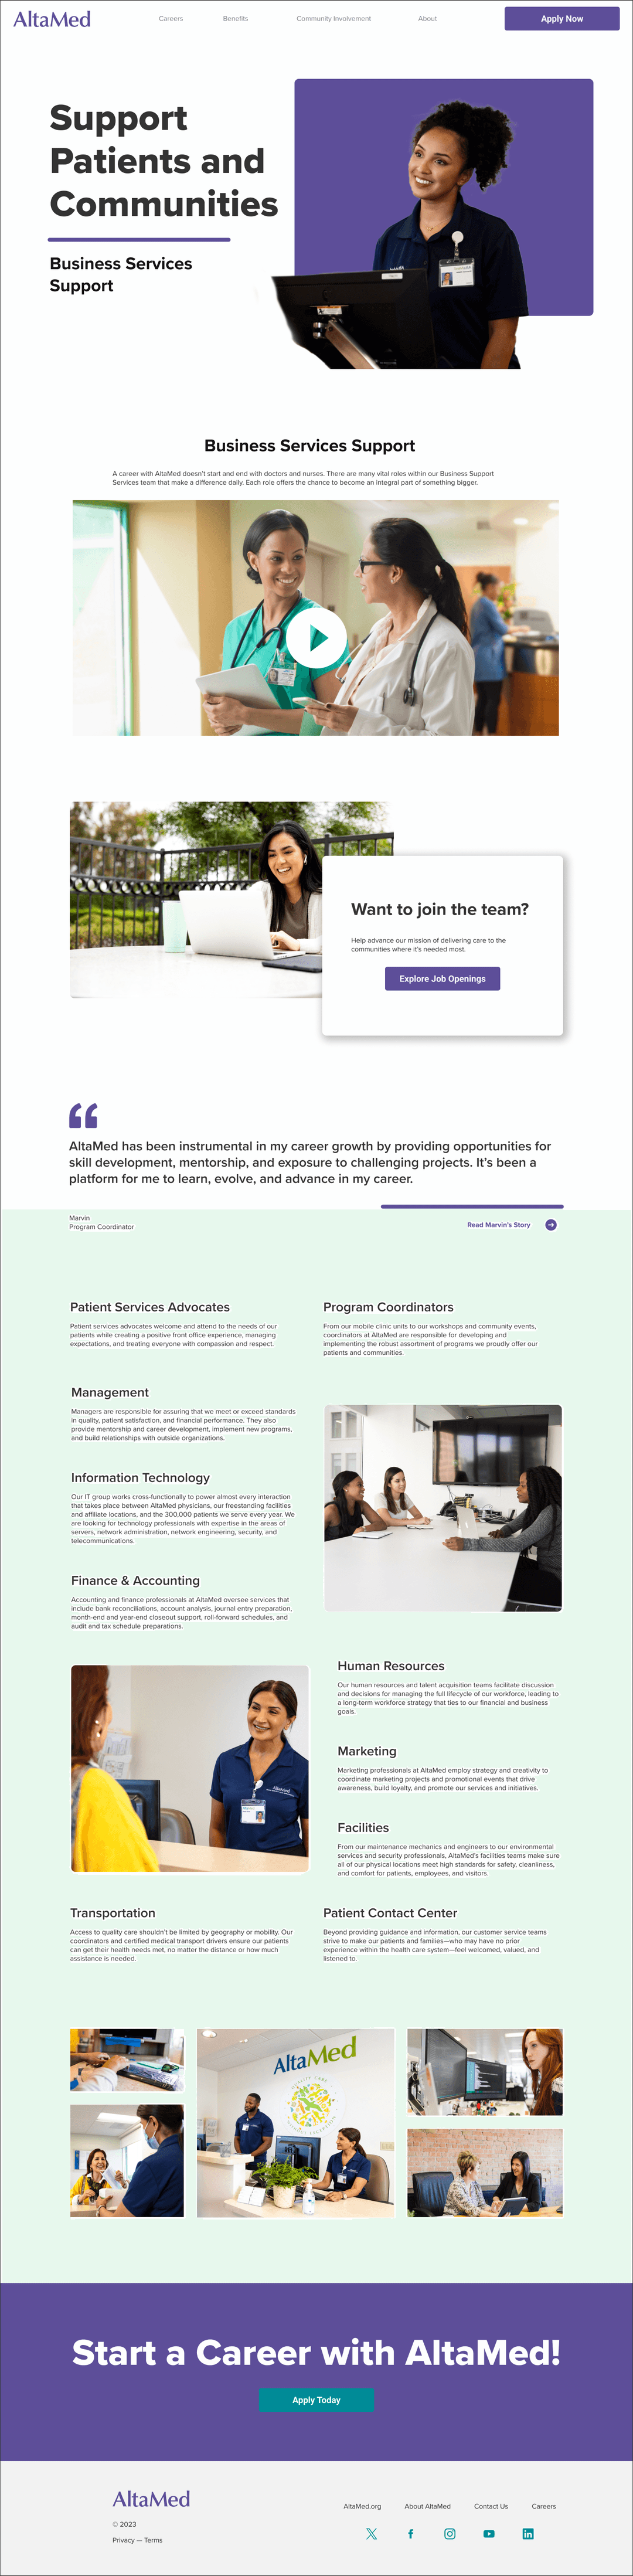 AltaMed
Careers
Benefits
Community Involvement
About
Apply Now
Support
Patients and
Communities
Business Services
Support
Business Services Support
A career with AltaMed doesn't start and end with doctors and nurses. There are many vital roles within our Business Support
Services team that make a difference daily. Each role offers the chance to become an integral part of something bigger.
Want to join the team?
Help advance our mission of delivering care to the
communities where it's needed most.
Explore Job Openings
AltaMed has been instrumental in my career growth by providing opportunities for
skill development, mentorship, and exposure to challenging projects. It's been a
platform for me to learn, evolve, and advance in my career.
Marvin
Program Coordinator
Read Marvin's Story
Patient Services Advocates
Patient services advocates welcome and attend to the needs of our
patients while creating a positive front office experience, managing
expectations, and treating everyone with compassion and respect.
Program Coordinators
From our mobile clinic units to our workshops and community events,
coordinators at AltaMed are responsible for developing and
implementing the robust assortment of programs we proudly offer our
patients and communities.
Management
Managers are responsible for assuring that we meet or exceed standards
in quality, patient satisfaction, and financial performance. They also
provide mentorship and career development, implement new programs,
and build relationships with outside organizations.
Information Technology
Our IT group works cross-functionally to power almost every interaction
that takes place between AltaMed physicians, our freestanding facilities
and affiliate locations, and the 300,000 patients we serve every year. We
are looking for technology professionals with expertise in the areas of
servers, network administration, network engineering, security, and
telecommunications.
Finance & Accounting
Accounting and finance professionals at AltaMed oversee services that
include bank reconciliations, account analysis, journal entry preparation,
month-end and year-end closeout support, roll-forward schedules, and
audit and tax schedule preparations.
AltaMed
Human Resources
Our human resources and talent acquisition teams facilitate discussion
and decisions for managing the full lifecycle of our workforce, leading to
a long-term workforce strategy that ties to our financial and business
goals.
Marketing
Marketing professionals at AltaMed employ strategy and creativity to
coordinate marketing projects and promotional events that drive
awareness, build loyalty, and promote our services and initiatives.
Facilities
From our maintenance mechanics and engineers to our environmental
services and security professionals, AltaMed's facilities teams make sure
all of our physical locations meet high standards for safety, cleanliness,
and comfort for patients, employees, and visitors.
Transportation
Access to quality care shouldn't be limited by geography or mobility. Our
coordinators and certified medical transport drivers ensure our patients
can get their health needs met, no matter the distance or how much
assistance is needed.
Patient Contact Center
Beyond providing guidance and information, our customer service teams
strive to make our patients and families—who may have no prior
experience within the health care system—feel welcomed, valued, and
listened to.
AltaMed
Start a Career with AltaMed!
Apply Today
AltaMed
© 2023
Privacy — Terms
AltaMed.org
About AltaMed
Contact Us
Careers